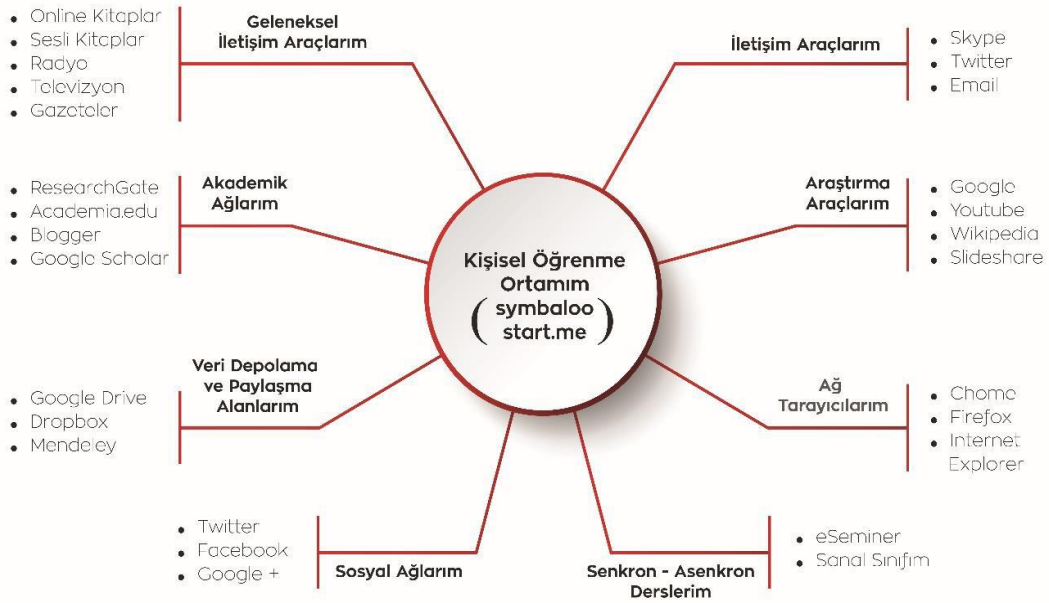 Geleneksel
İletişim Araçlarım
Online Kitaplar
Sesli Kitaplar
Radyo
Televizyon
Gazeteler
İletişim Araçlarım
Skype
Twitter
Email
Akademik
Ağlarım
ResearchGate
Academia.edu
Blogger
Google Scholar
Araştırma
Araçlarım
Google
Youtube
Wikipedia
Slideshare
Kişisel Öğrenme
Ortamım
( symbaloo
start.me )
Veri Depolama
ve Paylaşma
Alanlarım
Google Drive
Dropbox
Mendeley
Ağ
Tarayıcılarım
Chome
Firefox
Internet
Explorer
Twitter
Facebook
Google +
Sosyal Ağlarım
Senkron - Asenkron
Derslerim
eSeminer
Sanal Sınıfım